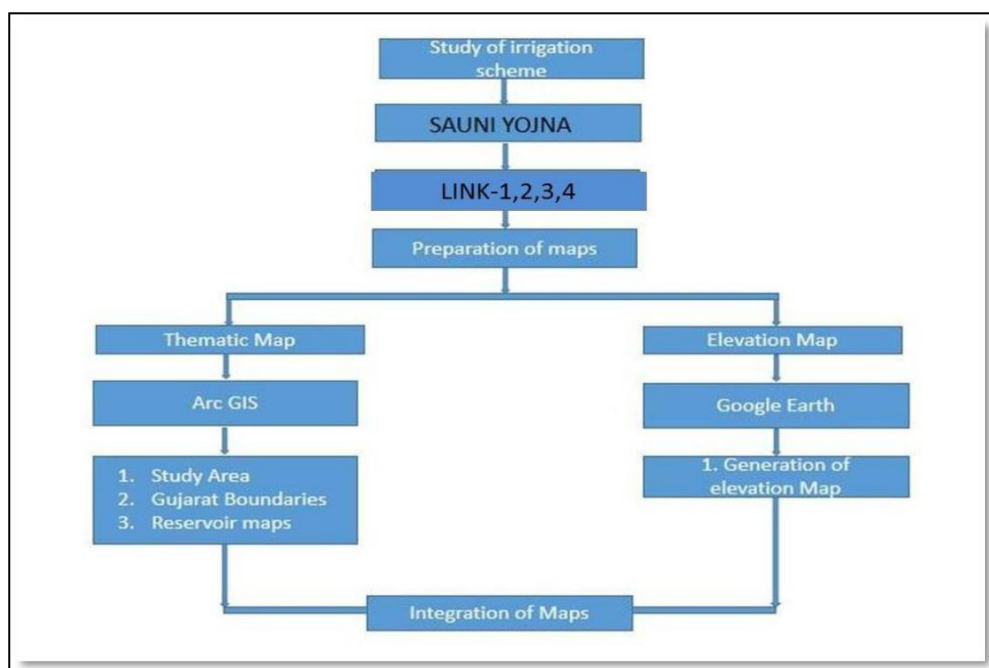 Study of irrigation
scheme
SAUNI YOJNA
LINK-1,2,3,4
Preparation of maps
Thematic Map
Arc GIS
1. Study Area
2. Gujarat Boundaries
3. Reservoir maps
Elevation Map
Google Earth
1. Generation of
elevation Map
Integration of Maps